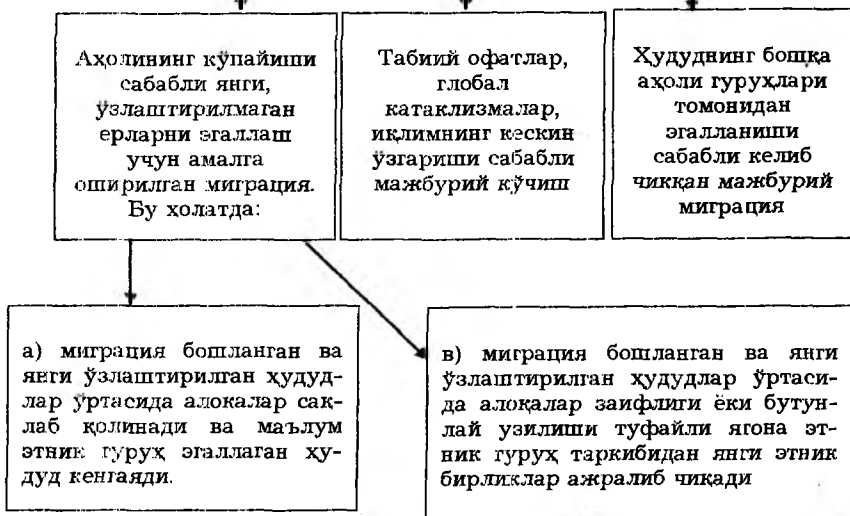 Аҳолининг кўпайиши
сабабли янги,
ўзлаштирилмаган
ерларни эгаллаш
учун амалга
оширилган миграция.
Бу ҳолатда:
Табиий офатлар,
глобал
катаклизмалар,
иқлимнинг кескин
ўзгариши сабабли
мажбурий кўчиш
Ҳудуднинг бошқа
аҳоли гуруҳлари
томонидан
эгалланиши
сабабли келиб
чиққан мажбурий
миграция
а) миграция бошланган ва
янги ўзлаштирилган ҳудуд-
лар ўртасида алоқалар сақ-
лаб қолинади ва маълум
этник гуруҳ эгаллаган ҳу-
дуд кенгаяди.
в) миграция бошланган ва янги
ўзлаштирилган ҳудудлар ўртаси-
да алоқалар заифлиги ёки бутун-
лай узилиши туфайли ягона эт-
ник гуруҳ таркибидан янги этник
бирликлар ажралиб чиқади